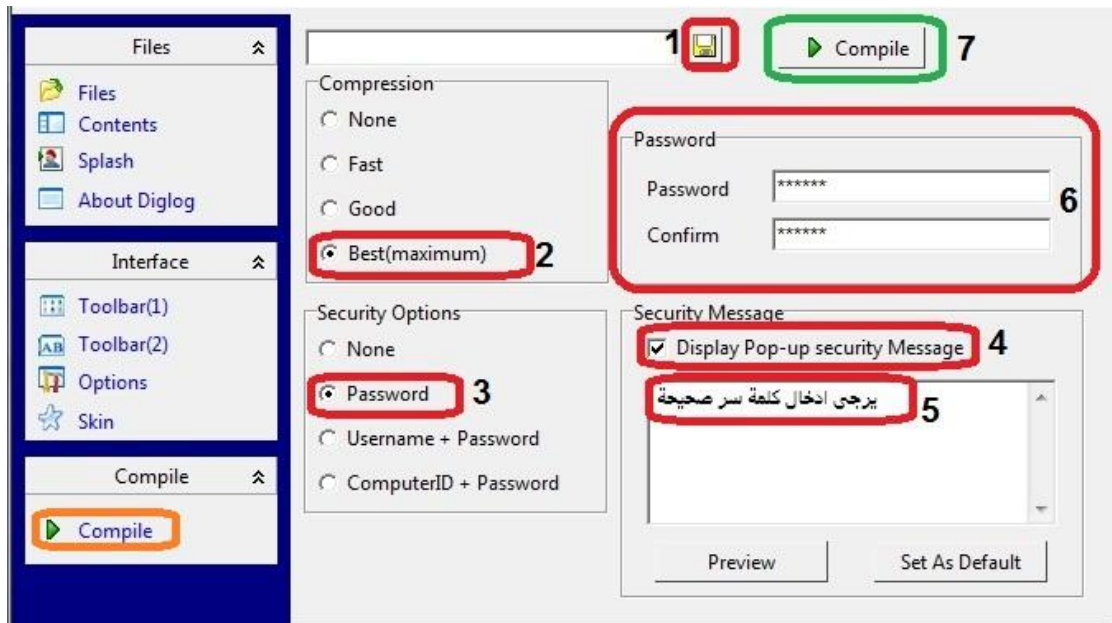 Files
Files
Contents
Splash
About Diglog
Interface
Toolbar(1)
Toolbar(2)
Options
Skin
Compile
Compile
1
Compile
7
Compression
None
Fast
Good
Best(maximum)
2
Password
Password
******
Confirm
******
6
Security Options
None
Password
3
Username + Password
ComputerID + Password
Security Message
Display Pop-up security Message
4
يرجى ادخال كلمة سر صحيحة
5
Preview
Set As Default